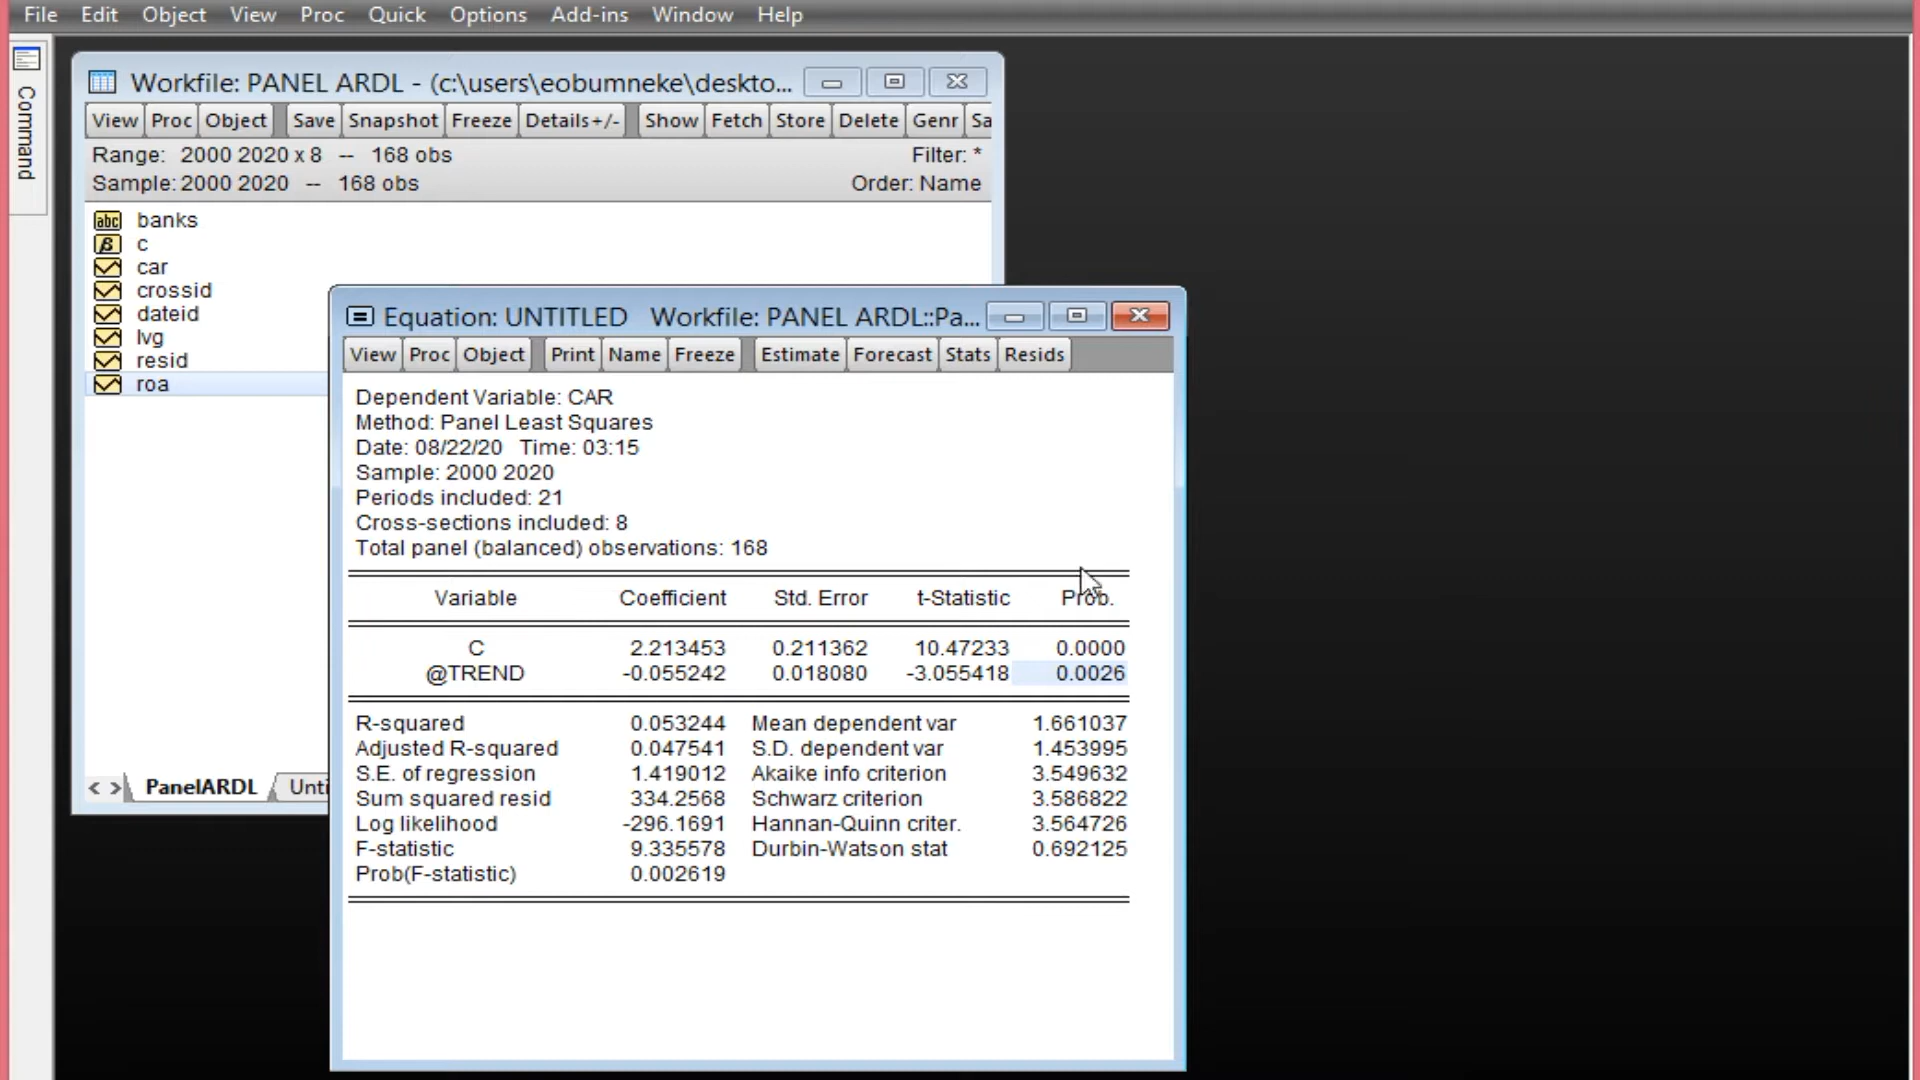 File Edit Object View Proc Quick Options Add-ins Window Help
Command
Workfile: PANEL ARDL - (c:\users\eobumneke\deskto...
View Proc Object Save Snapshot Freeze Details+/- Show Fetch Store Delete Genr Sa
Range: 2000 2020 x 8 -- 168 obs Filter: *
Sample: 2000 2020 -- 168 obs Order: Name
abc banks
β c
car
crossid
dateid
lvg
resid
roa
< > PanelARDL Unti
Equation: UNTITLED Workfile: PANEL ARDL::Pa...
View Proc Object Print Name Freeze Estimate Forecast Stats Resids
Dependent Variable: CAR
Method: Panel Least Squares
Date: 08/22/20 Time: 03:15
Sample: 2000 2020
Periods included: 21
Cross-sections included: 8
Total panel (balanced) observations: 168
Variable Coefficient Std. Error t-Statistic Prob.
C 2.213453 0.211362 10.47233 0.0000
@TREND -0.055242 0.018080 -3.055418 0.0026
R-squared 0.053244 Mean dependent var 1.661037
Adjusted R-squared 0.047541 S.D. dependent var 1.453995
S.E. of regression 1.419012 Akaike info criterion 3.549632
Sum squared resid 334.2568 Schwarz criterion 3.586822
Log likelihood -296.1691 Hannan-Quinn criter. 3.564726
F-statistic 9.335578 Durbin-Watson stat 0.692125
Prob(F-statistic) 0.002619